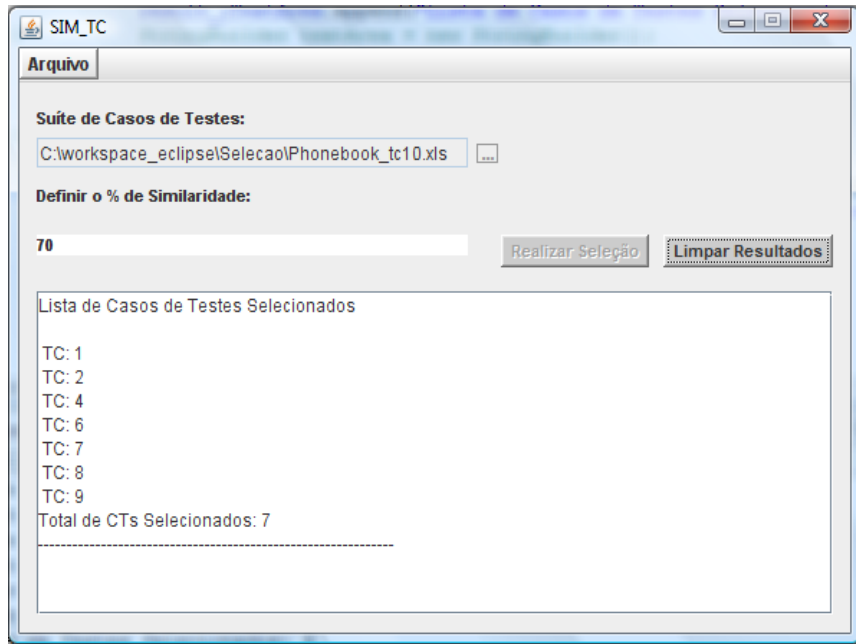 SIM_TC
Arquivo
Suíte de Casos de Testes:
C:\workspace_eclipse\Selecao\Phonebook_tc10.xls ...
Definir o % de Similaridade:
70 Realizar Seleção Limpar Resultados
Lista de Casos de Testes Selecionados
TC: 1
TC: 2
TC: 4
TC: 6
TC: 7
TC: 8
TC: 9
Total de CTs Selecionados: 7
------------------------------------------------------------